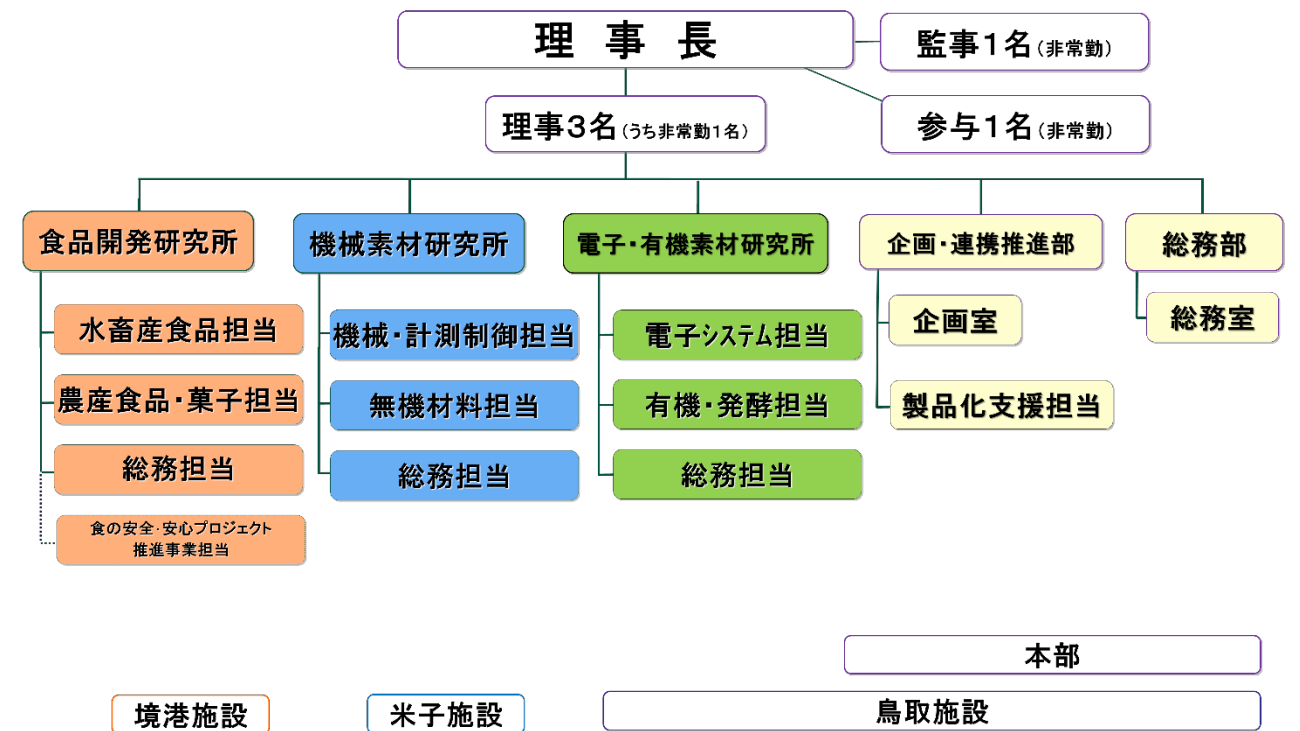 理 事 長
監事1名(非常勤)
理事3名(うち非常勤1名)
参与1名(非常勤)
食品開発研究所
機械素材研究所
電子・有機素材研究所
企画・連携推進部
総務部
水畜産食品担当
農産食品・菓子担当
総務担当
食の安全・安心プロジェクト
推進事業担当
機械・計測制御担当
無機材料担当
総務担当
電子システム担当
有機・発酵担当
総務担当
企画室
製品化支援担当
総務室
本部
境港施設
米子施設
鳥取施設